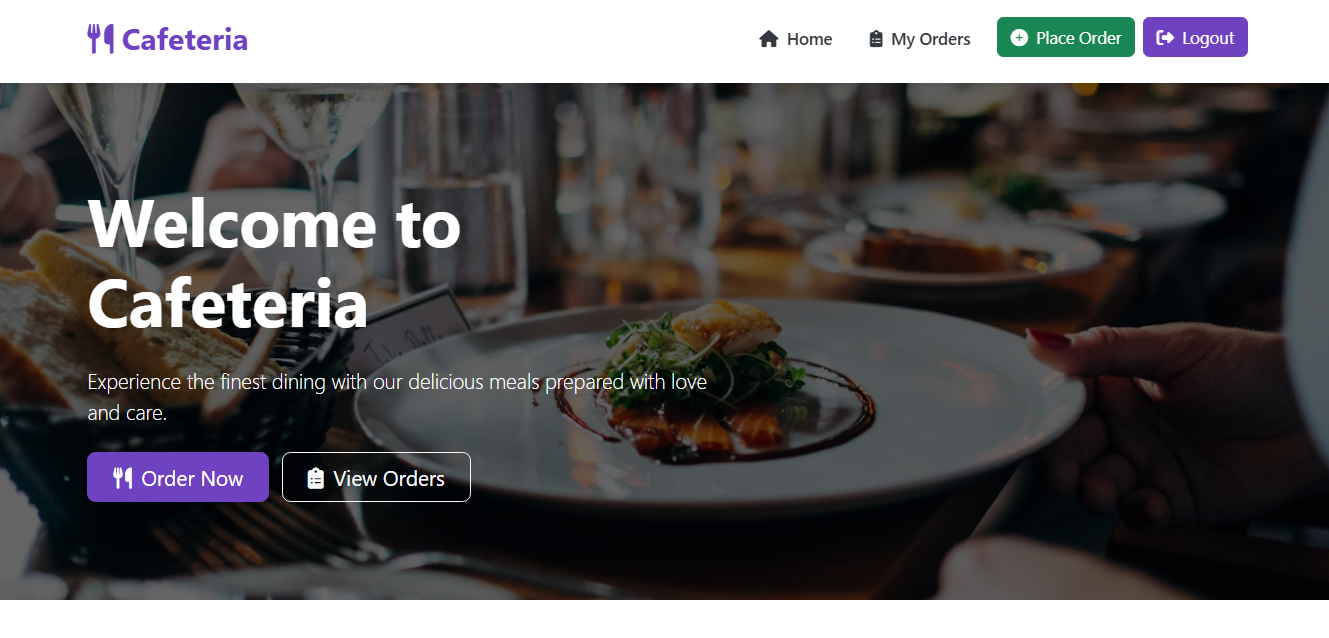 Cafeteria
Home
My Orders
Place Order
Logout
Welcome to
Cafeteria
Experience the finest dining with our delicious meals prepared with love
and care.
Order Now
View Orders